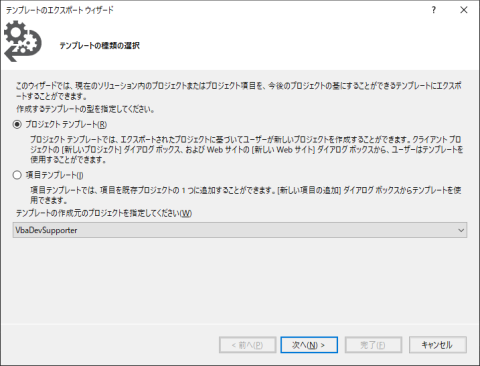 テンプレートのエクスポート ウィザード
テンプレートの種類の選択
このウィザードでは、現在のソリューション内のプロジェクトまたはプロジェクト項目を、今後のプロジェクトの基にすることができるテンプレートにエクスポ
ートすることができます。
作成するテンプレートの型を指定してください。
プロジェクト テンプレート(R)
プロジェクト テンプレートでは、エクスポートされたプロジェクトに基づいてユーザーが新しいプロジェクトを作成することができます。クライアント プロ
ジェクトの [新しいプロジェクト] ダイアログ ボックス、および Web サイトの [新しい Web サイト] ダイアログ ボックスから、ユーザーはテンプレートを
使用することができます。
項目テンプレート(I)
項目テンプレートでは、項目を既存プロジェクトの 1 つに追加することができます。[新しい項目の追加] ダイアログ ボックスからテンプレートを使
用できます。
テンプレートの作成元のプロジェクトを指定してください(W)
VbaDevSupporter
< 前へ(P)
次へ(N) >
完了(F)
キャンセル